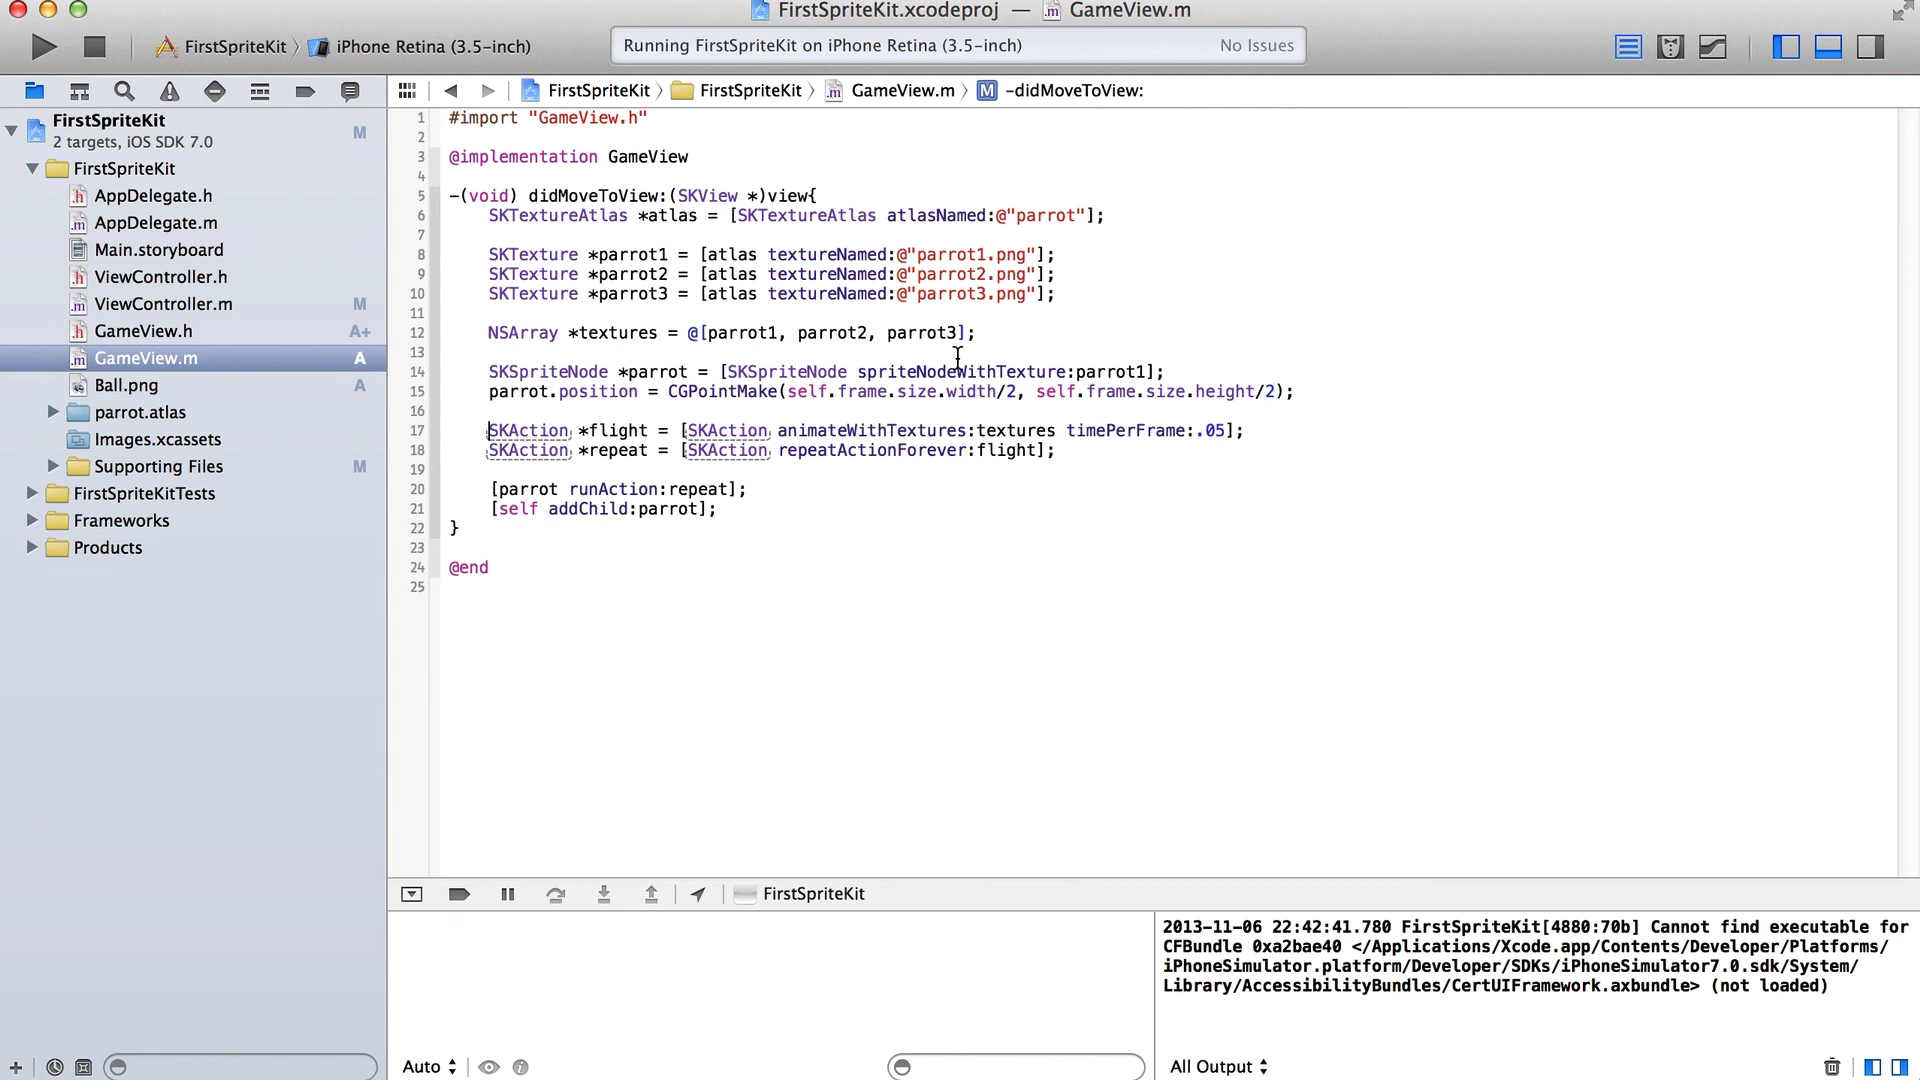 FirstSpriteKit.xcodeproj — GameView.m
FirstSpriteKit iPhone Retina (3.5-inch)
Running FirstSpriteKit on iPhone Retina (3.5-inch) No Issues
FirstSpriteKit FirstSpriteKit GameView.m M -didMoveToView:
FirstSpriteKit M
2 targets, iOS SDK 7.0
FirstSpriteKit
AppDelegate.h
AppDelegate.m
Main.storyboard
ViewController.h
ViewController.m M
GameView.h A+
GameView.m A
Ball.png A
parrot.atlas
Images.xcassets
Supporting Files M
FirstSpriteKitTests
Frameworks
Products
1 #import "GameView.h"
2
3 @implementation GameView
4
5 -(void) didMoveToView:(SKView *)view{
6 SKTextureAtlas *atlas = [SKTextureAtlas atlasNamed:@"parrot"];
7
8 SKTexture *parrot1 = [atlas textureNamed:@"parrot1.png"];
9 SKTexture *parrot2 = [atlas textureNamed:@"parrot2.png"];
10 SKTexture *parrot3 = [atlas textureNamed:@"parrot3.png"];
11
12 NSArray *textures = @[parrot1, parrot2, parrot3];
13
14 SKSpriteNode *parrot = [SKSpriteNode spriteNodeWithTexture:parrot1];
15 parrot.position = CGPointMake(self.frame.size.width/2, self.frame.size.height/2);
16
17 SKAction *flight = [SKAction animateWithTextures:textures timePerFrame:.05];
18 SKAction *repeat = [SKAction repeatActionForever:flight];
19
20 [parrot runAction:repeat];
21 [self addChild:parrot];
22 }
23
24 @end
25
FirstSpriteKit
2013-11-06 22:42:41.780 FirstSpriteKit[4880:70b] Cannot find executable for
CFBundle 0xa2bae40 </Applications/Xcode.app/Contents/Developer/Platforms/
iPhoneSimulator.platform/Developer/SDKs/iPhoneSimulator7.0.sdk/System/
Library/AccessibilityBundles/CertUIFramework.axbundle> (not loaded)
Auto
All Output